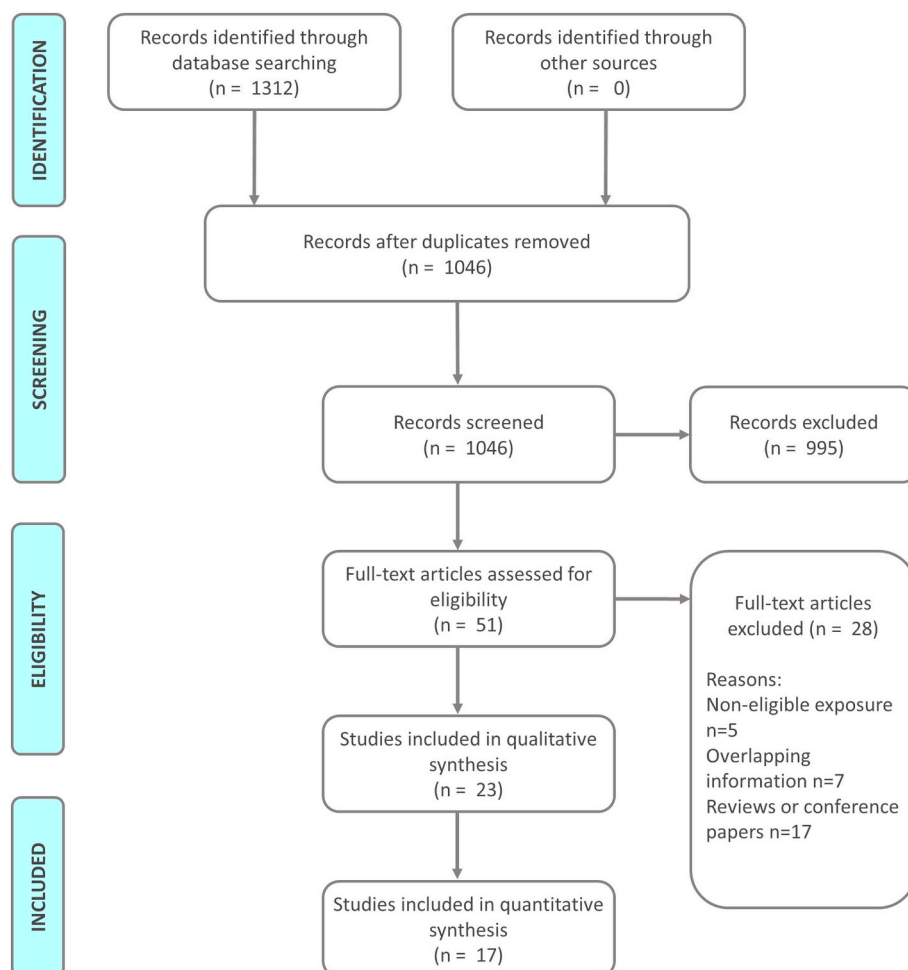 IDENTIFICATION
Records identified through
database searching
(n = 1312)
Records identified through
other sources
(n = 0)
SCREENING
Records after duplicates removed
(n = 1046)
Records screened
(n = 1046)
Records excluded
(n = 995)
ELIGIBILITY
Full-text articles assessed for
eligibility
(n = 51)
Full-text articles
excluded (n = 28)
Reasons:
Non-eligible exposure
n=5
Overlapping
information n=7
Reviews or conference
papers n=17
Studies included in qualitative
synthesis
(n = 23)
INCLUDED
Studies included in quantitative
synthesis
(n = 17)